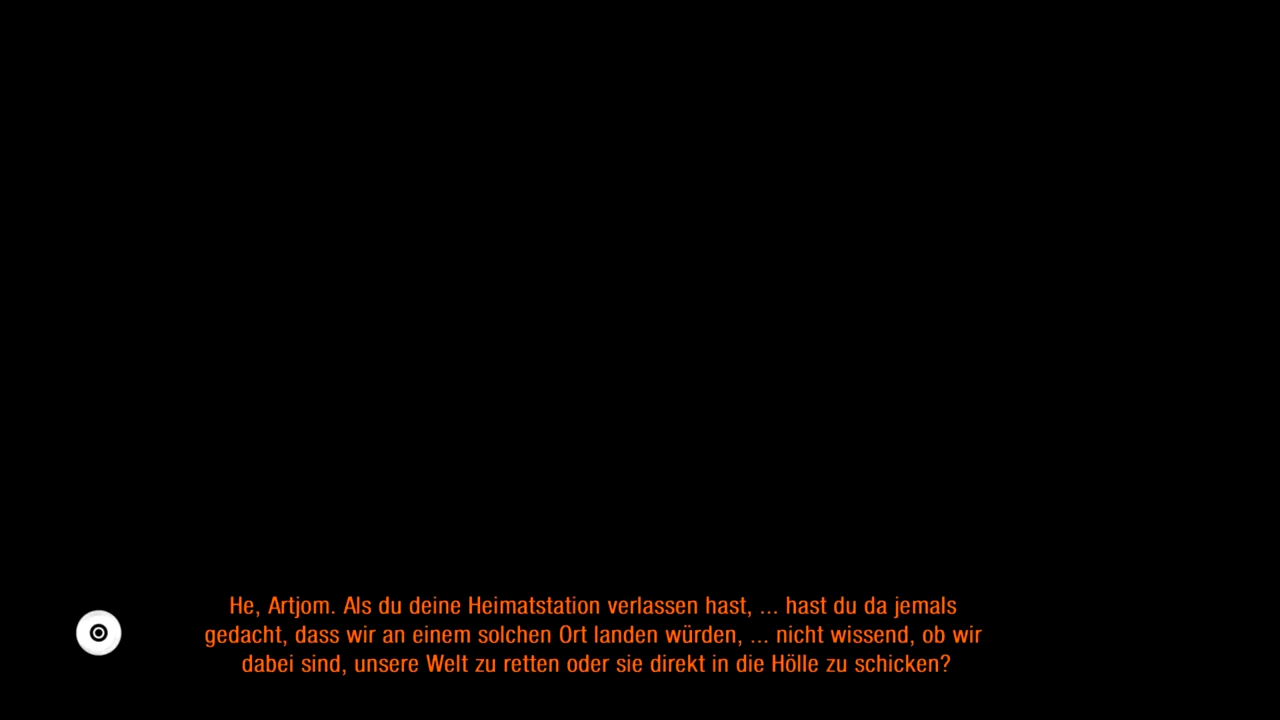 He, Artjom. Als du deine Heimatstation verlassen hast, ... hast du da jemals
gedacht, dass wir an einem solchen Ort landen würden, ... nicht wissend, ob wir
dabei sind, unsere Welt zu retten oder sie direkt in die Hölle zu schicken?